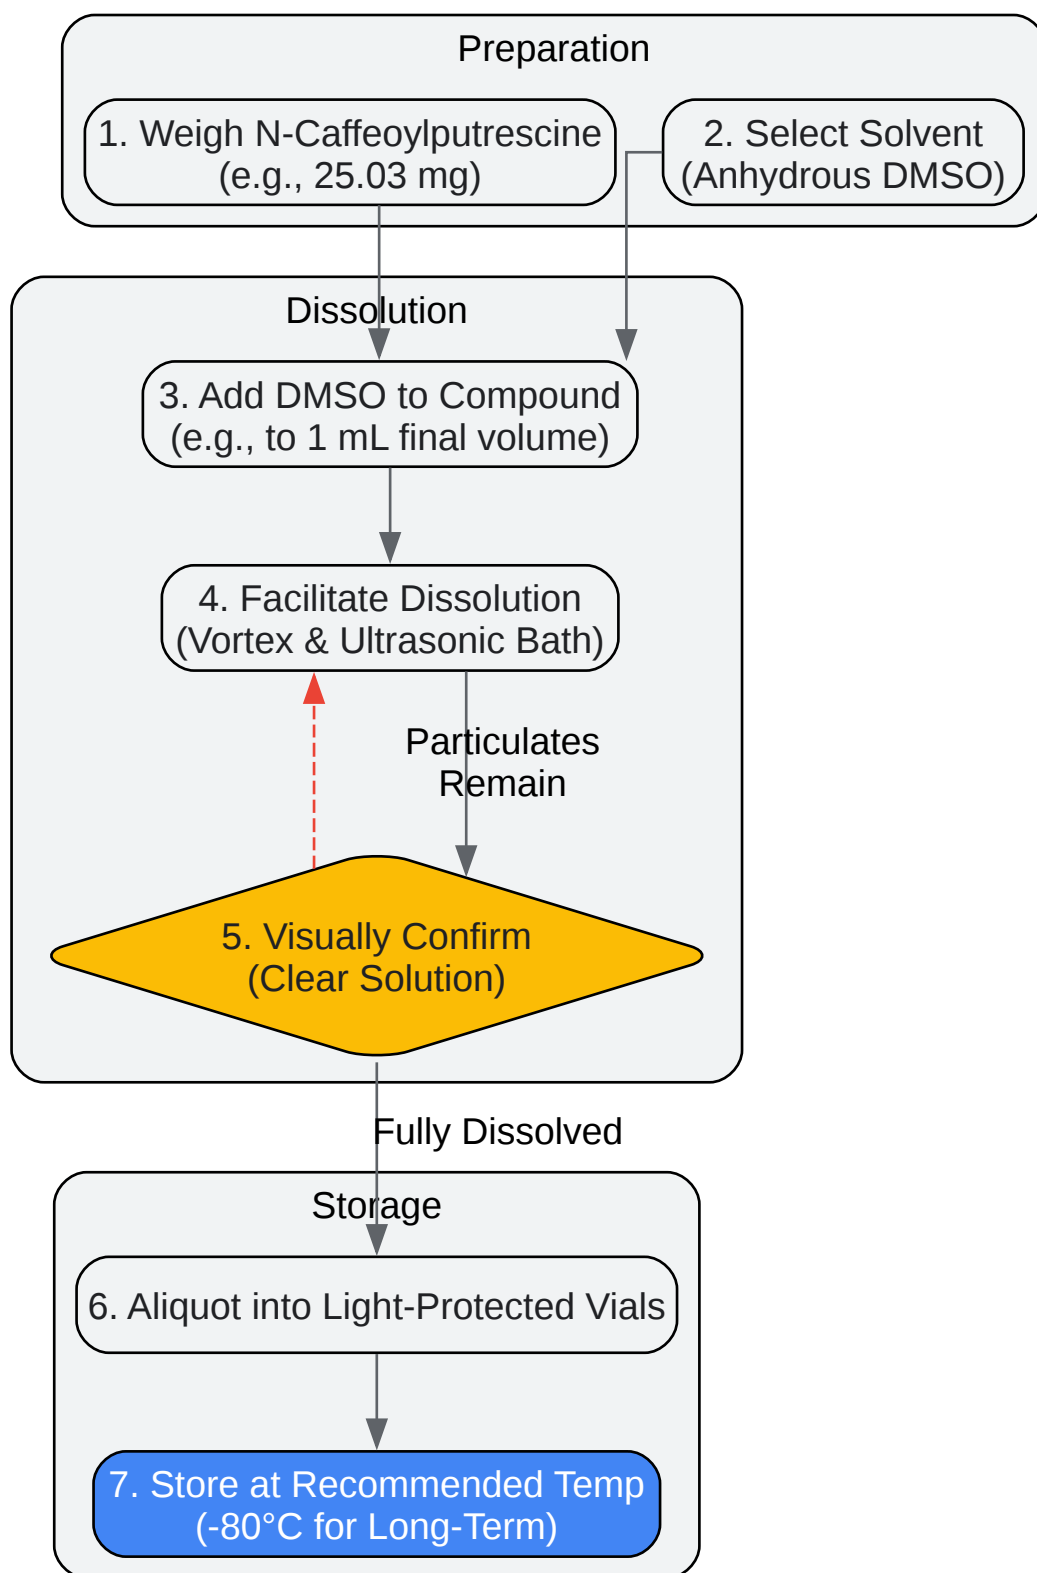 Preparation
1. Weigh N-Caffeoylputrescine
(e.g., 25.03 mg)
2. Select Solvent
(Anhydrous DMSO)
Dissolution
3. Add DMSO to Compound
(e.g., to 1 mL final volume)
4. Facilitate Dissolution
(Vortex & Ultrasonic Bath)
Particulates
Remain
5. Visually Confirm
(Clear Solution)
Fully Dissolved
Storage
6. Aliquot into Light-Protected Vials
7. Store at Recommended Temp
(-80°C for Long-Term)